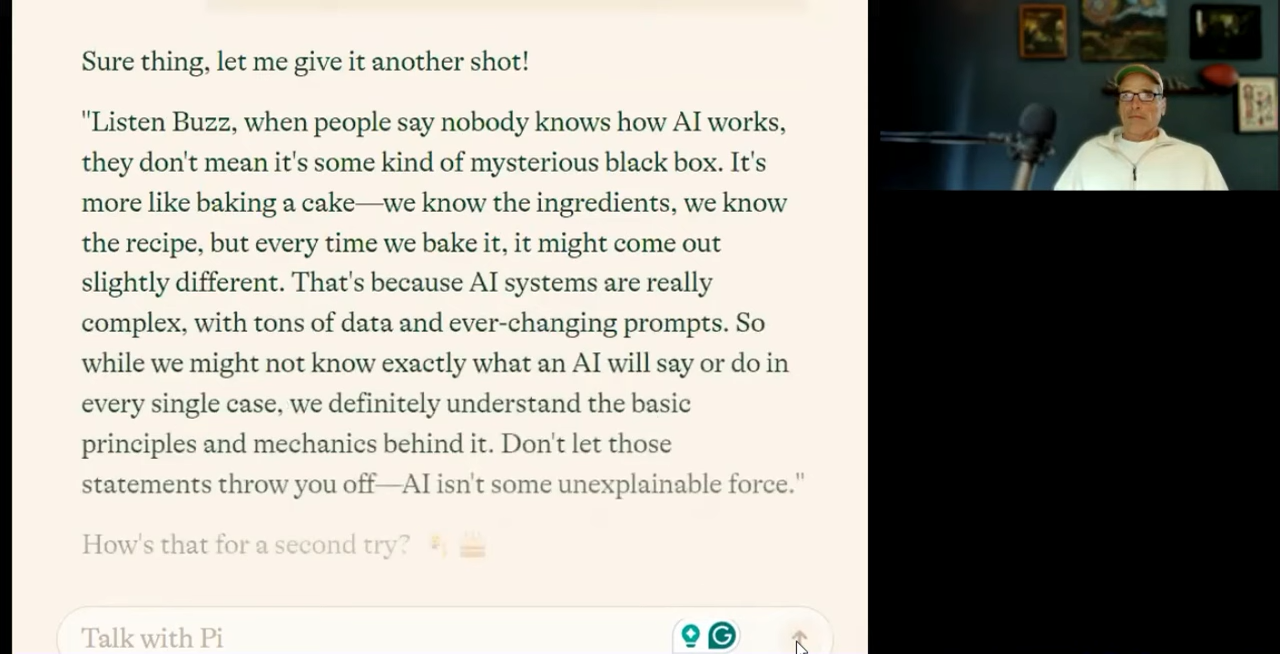 Sure thing, let me give it another shot!
"Listen Buzz, when people say nobody knows how AI works,
they don't mean it's some kind of mysterious black box. It's
more like baking a cake—we know the ingredients, we know
the recipe, but every time we bake it, it might come out
slightly different. That's because AI systems are really
complex, with tons of data and ever-changing prompts. So
while we might not know exactly what an AI will say or do in
every single case, we definitely understand the basic
principles and mechanics behind it. Don't let those
statements throw you off—AI isn't some unexplainable force."
How's that for a second try?
Talk with Pi